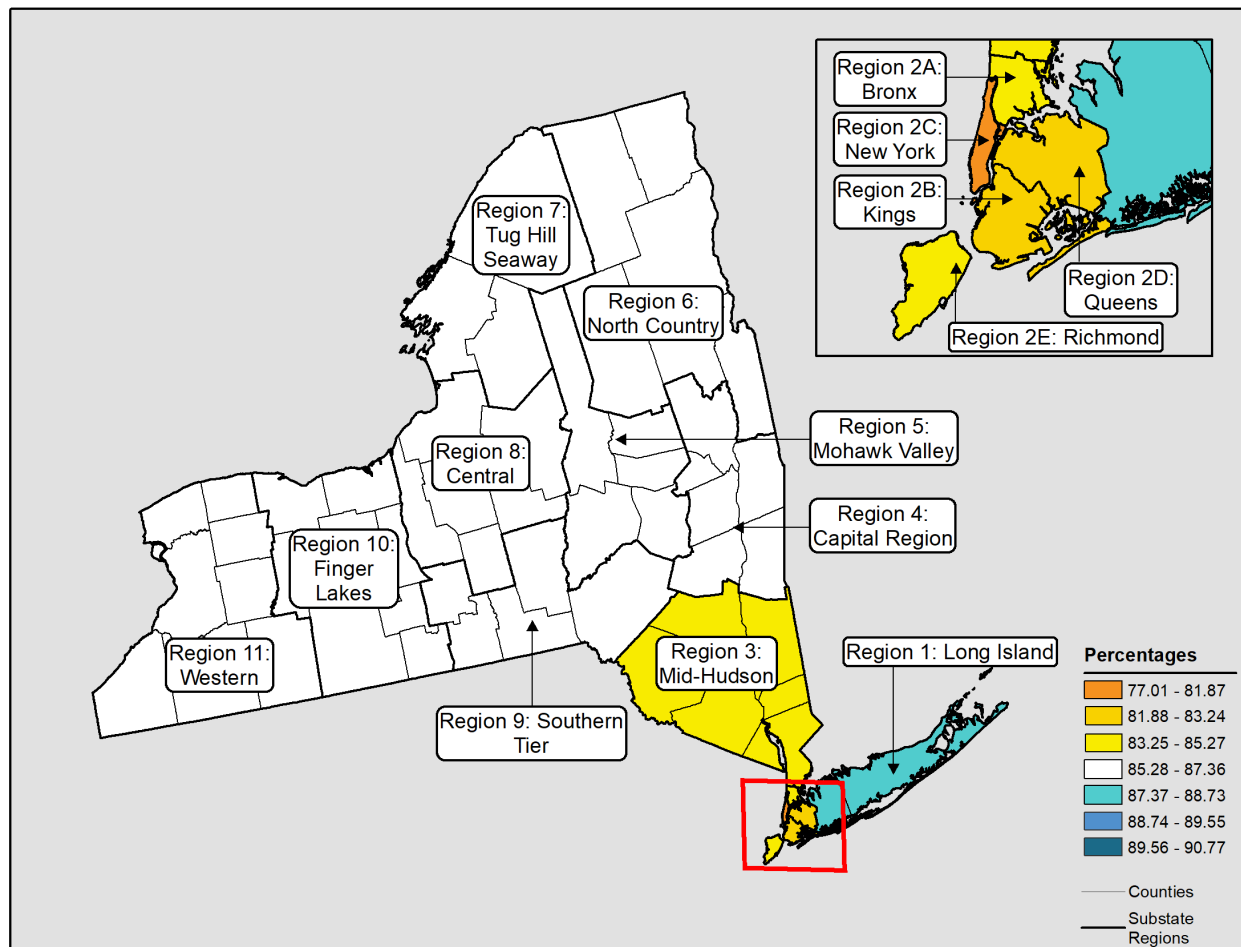 Region 2A:
Bronx
Region 2C:
New York
Region 2B:
Kings
Region 2D:
Queens
Region 2E: Richmond
Region 7:
Tug Hill
Seaway
Region 6:
North Country
Region 5:
Mohawk Valley
Region 8:
Central
Region 4:
Capital Region
Region 10:
Finger
Lakes
Region 11:
Western
Region 3:
Mid-Hudson
Region 1: Long Island
Region 9: Southern
Tier
Percentages
77.01 - 81.87
81.88 - 83.24
83.25 - 85.27
85.28 - 87.36
87.37 - 88.73
88.74 - 89.55
89.56 - 90.77
Counties
Substate
Regions